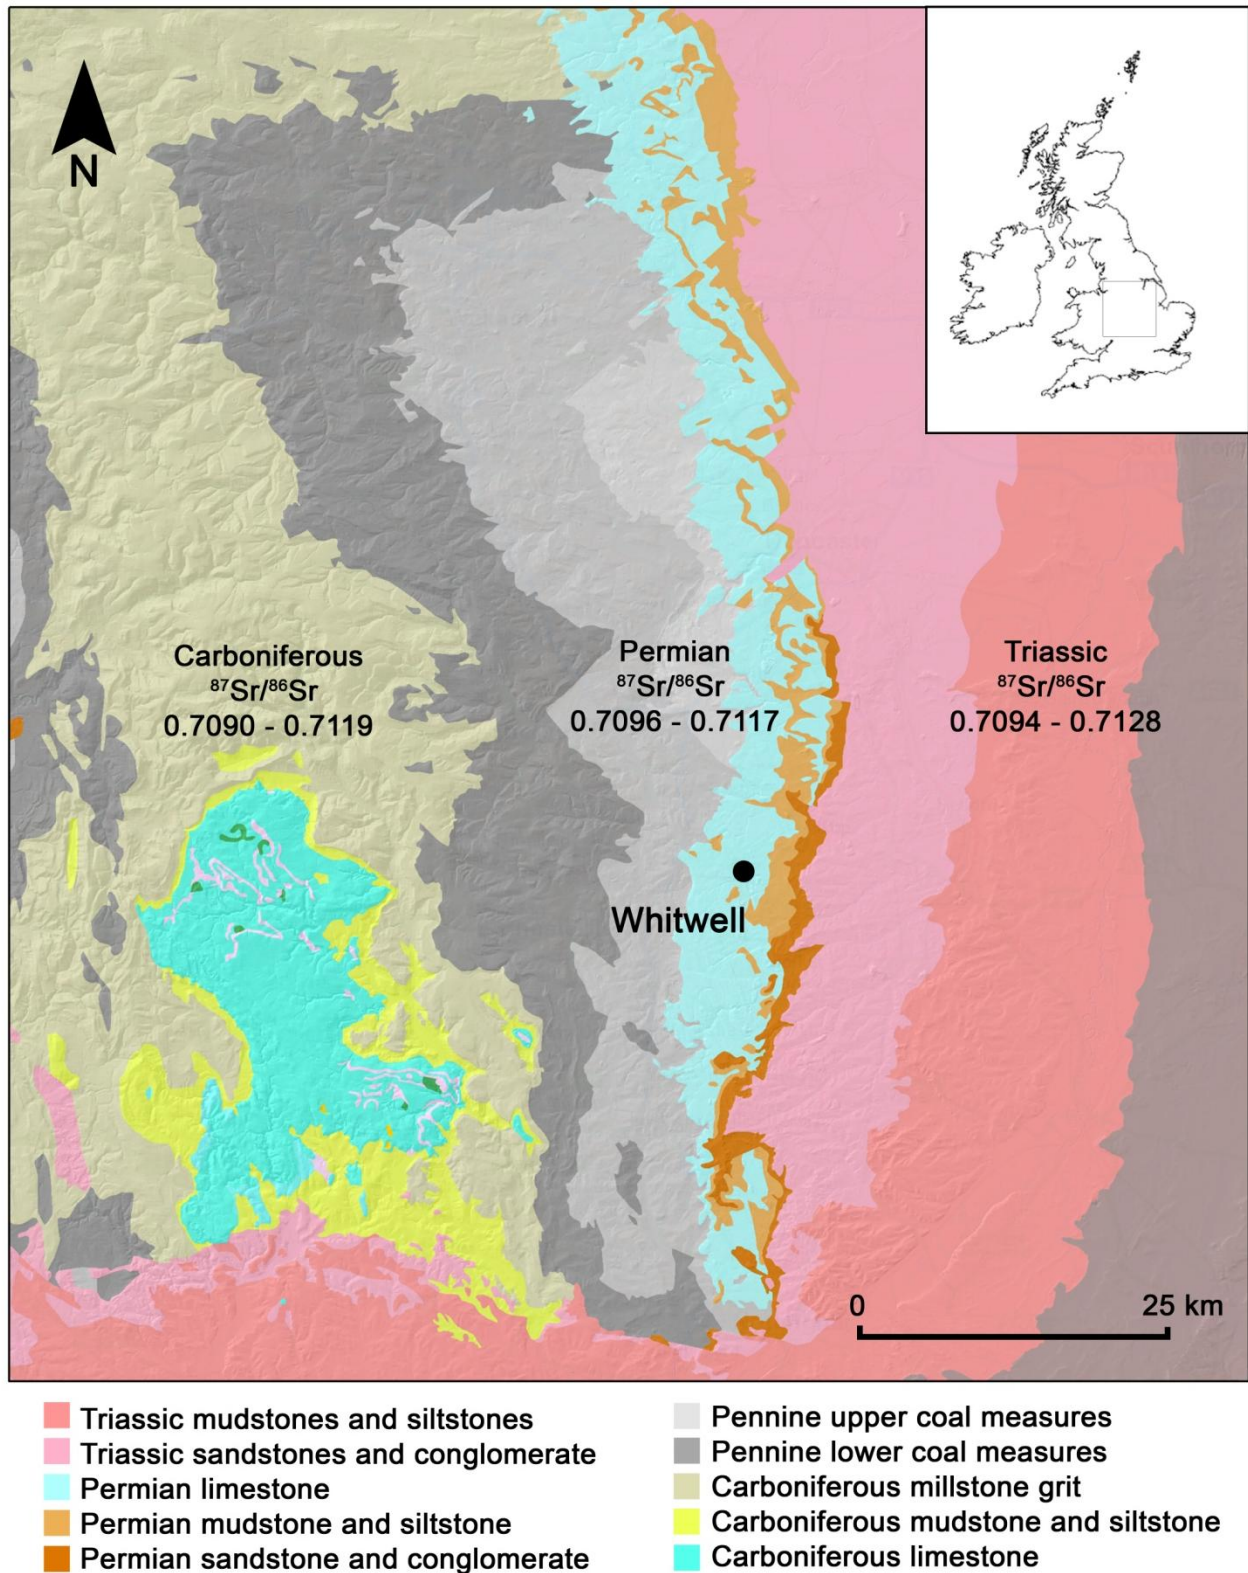 N
Carboniferous
⁸⁷Sr/⁸⁶Sr
0.7090 - 0.7119
Permian
⁸⁷Sr/⁸⁶Sr
0.7096 - 0.7117
Triassic
⁸⁷Sr/⁸⁶Sr
0.7094 - 0.7128
Whitwell
0 25 km
Triassic mudstones and siltstones
Triassic sandstones and conglomerate
Permian limestone
Permian mudstone and siltstone
Permian sandstone and conglomerate
Pennine upper coal measures
Pennine lower coal measures
Carboniferous millstone grit
Carboniferous mudstone and siltstone
Carboniferous limestone